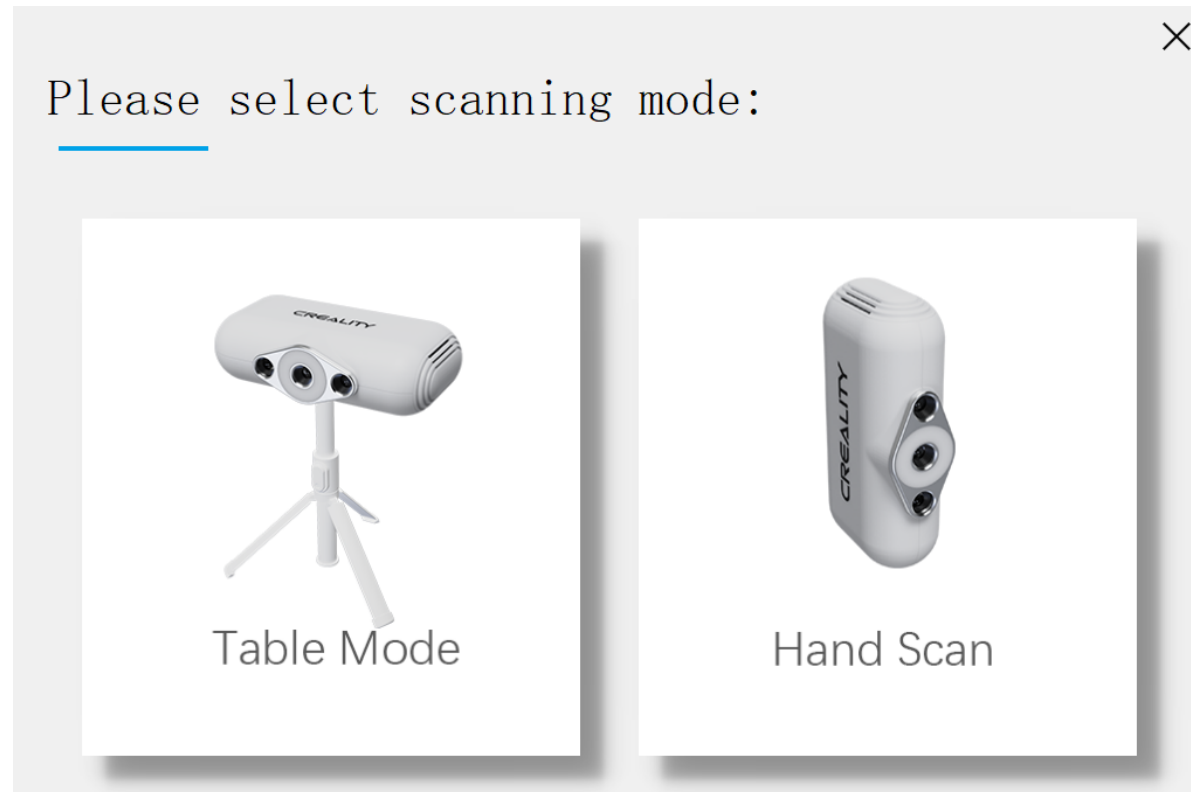 Please select scanning mode:
CREALITY
CREALITY
Table Mode
Hand Scan